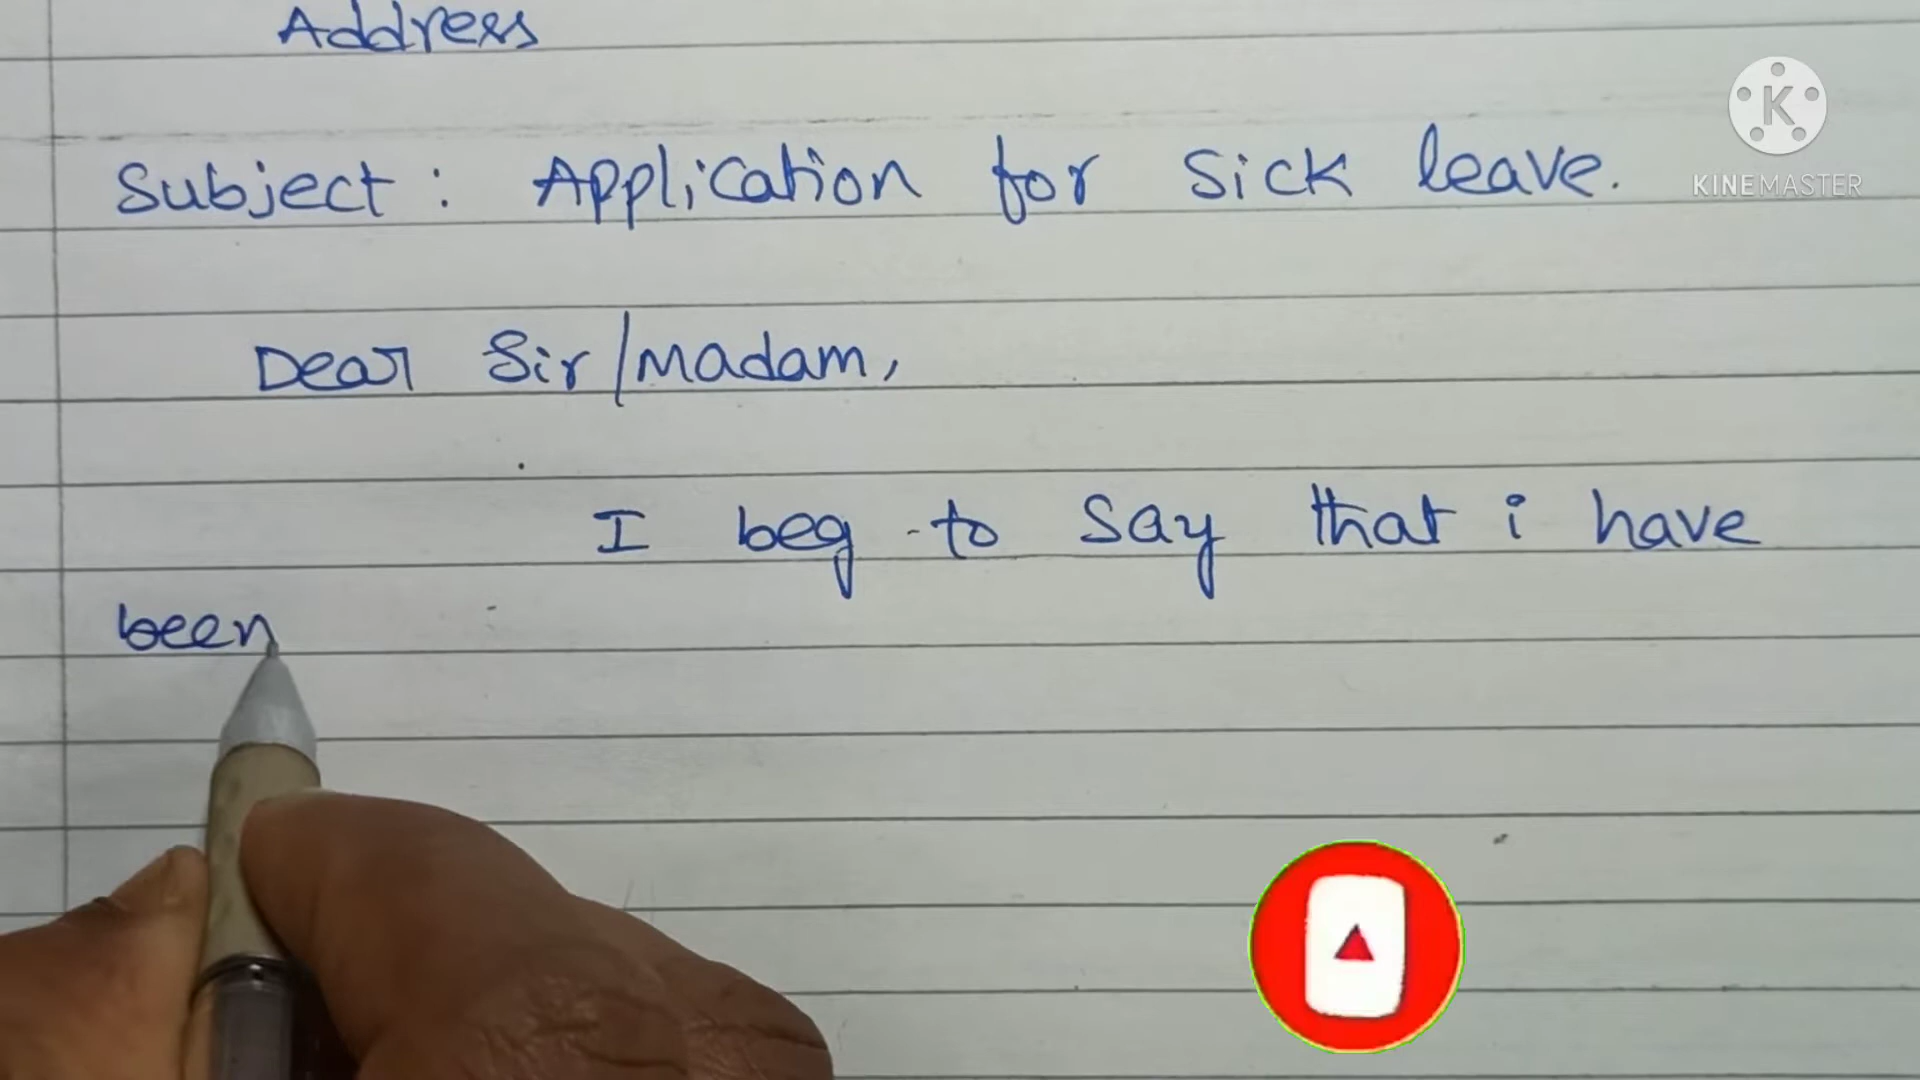 Address
KINEMASTER
Subject: Application for Sick leave.
Dear Sir/Madam,
I beg to say that i have
been